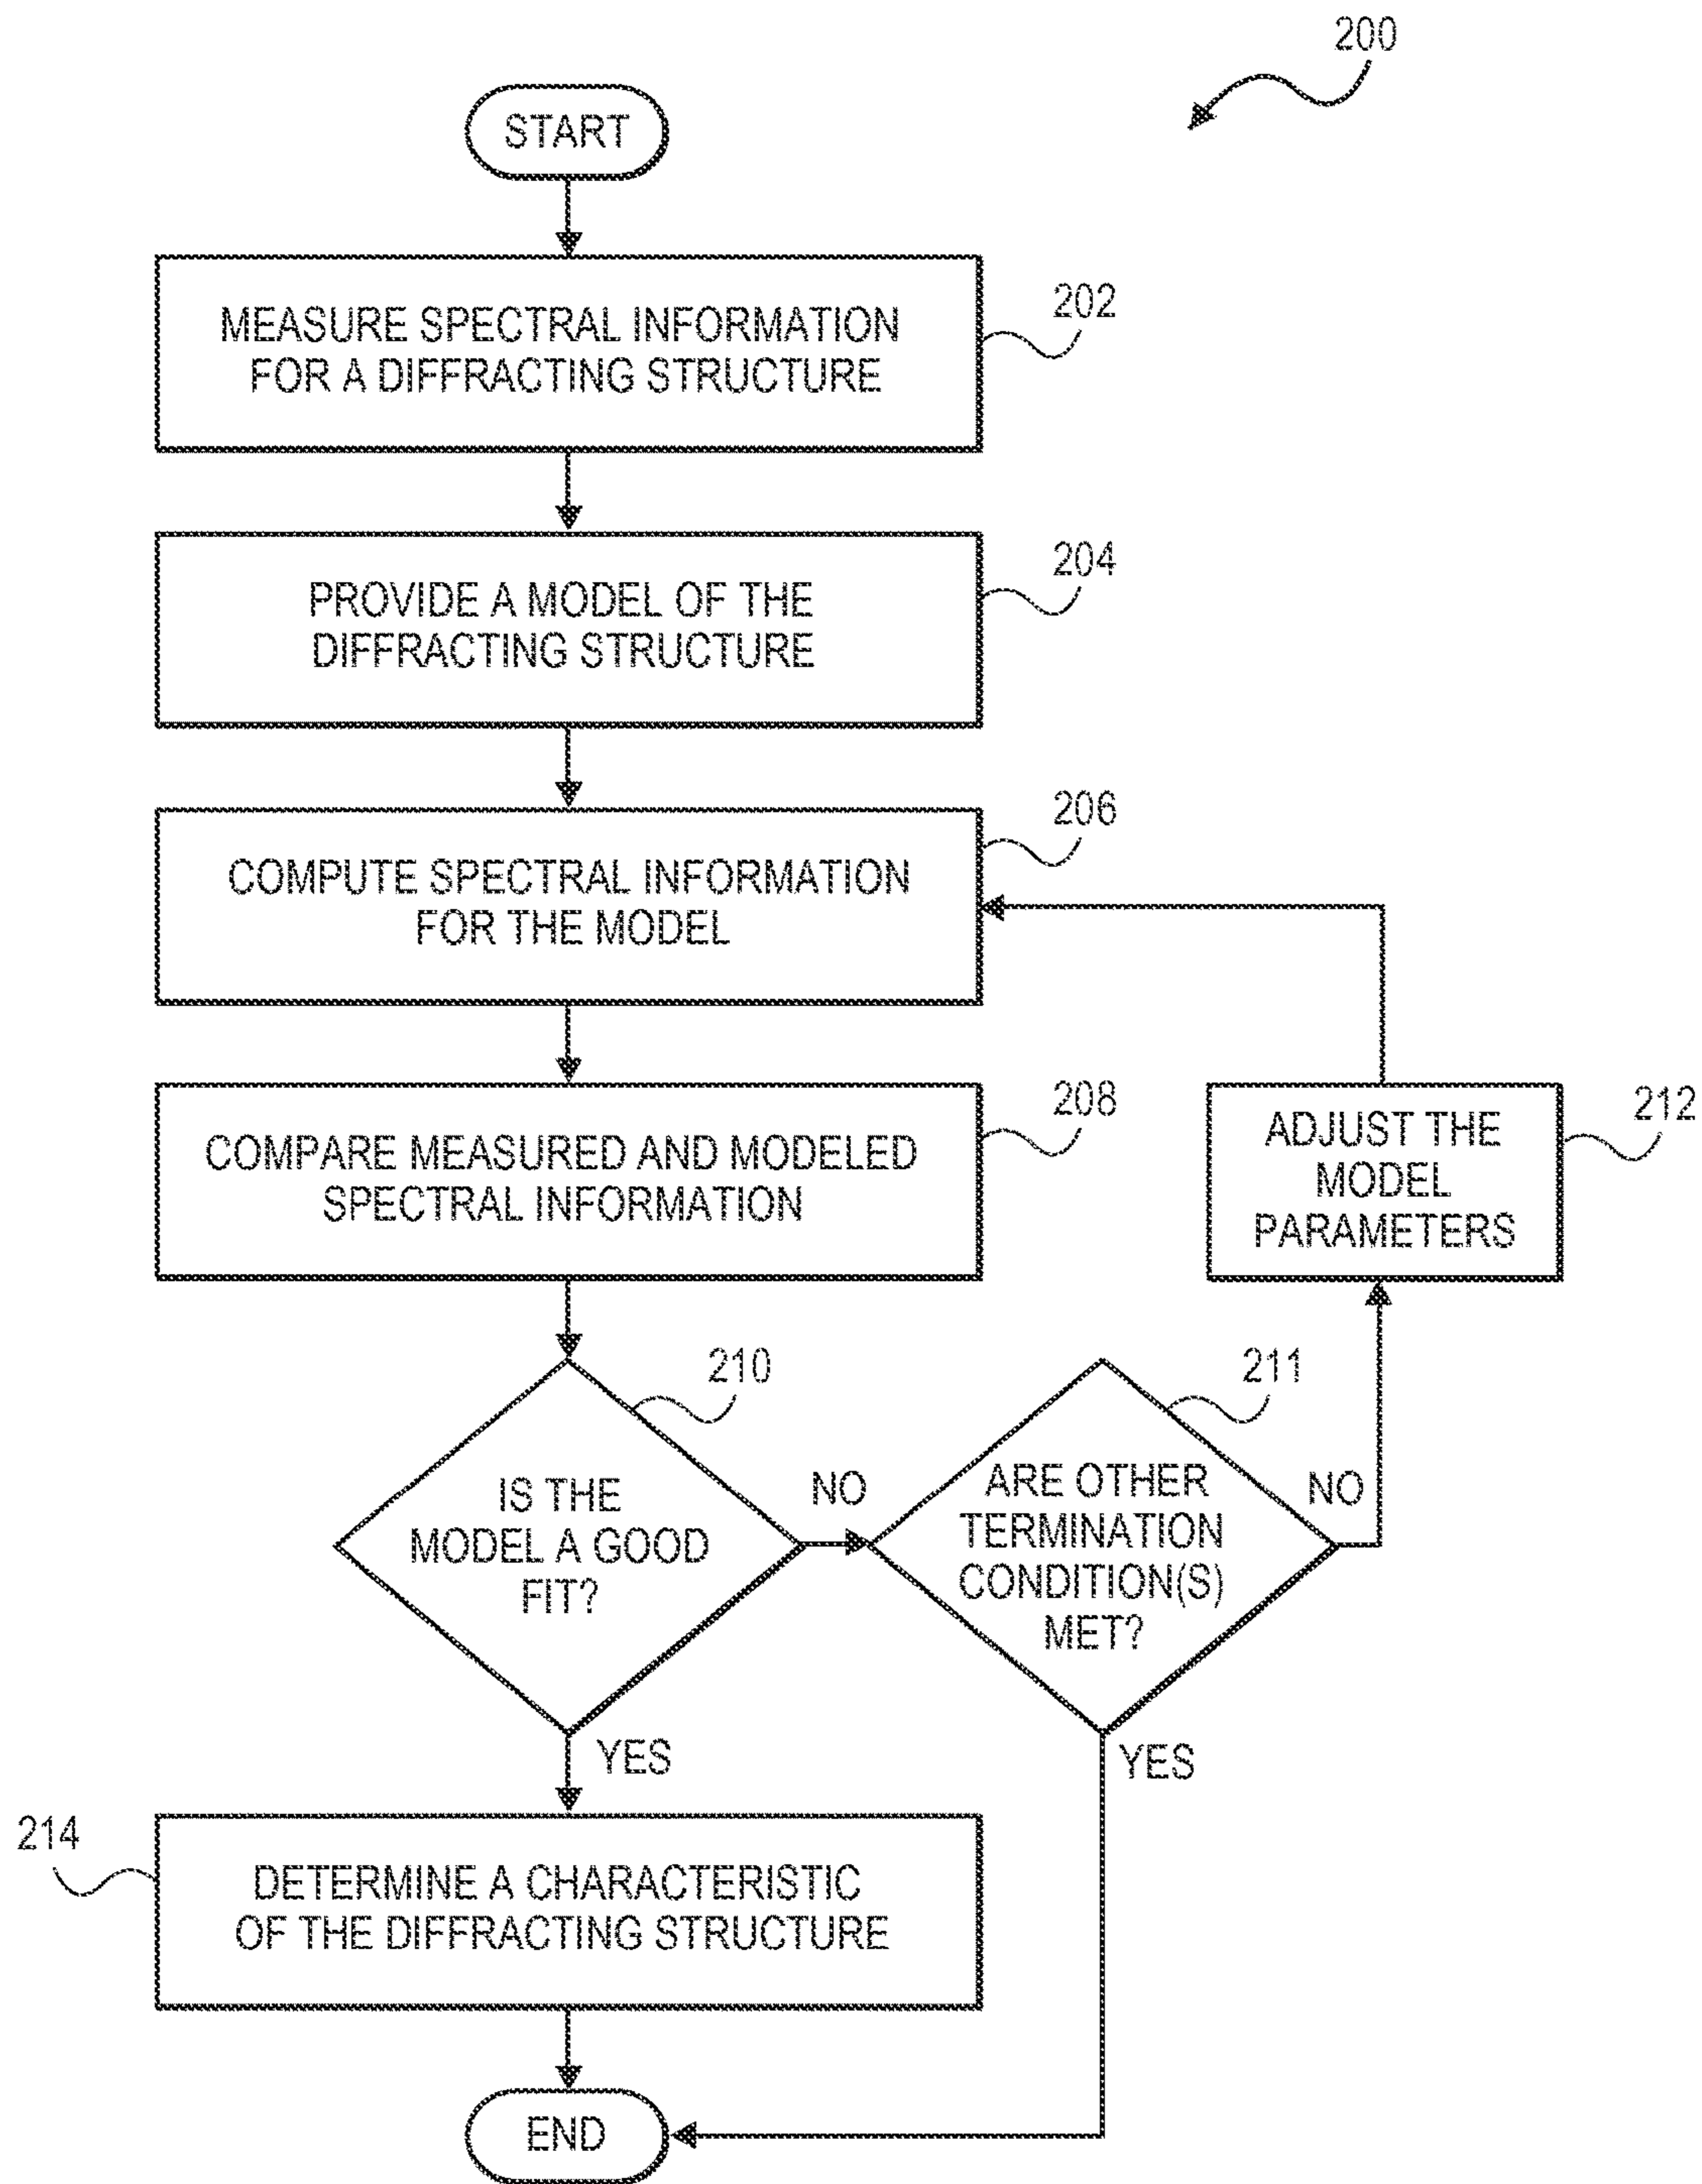 200
START
MEASURE SPECTRAL INFORMATION
FOR A DIFFRACTING STRUCTURE
202
PROVIDE A MODEL OF THE
DIFFRACTING STRUCTURE
204
COMPUTE SPECTRAL INFORMATION
FOR THE MODEL
206
COMPARE MEASURED AND MODELED
SPECTRAL INFORMATION
208
ADJUST THE
MODEL
PARAMETERS
212
IS THE
MODEL A GOOD
FIT?
210
NO
ARE OTHER
TERMINATION
CONDITION(S)
MET?
211
NO
YES
YES
214
DETERMINE A CHARACTERISTIC
OF THE DIFFRACTING STRUCTURE
END